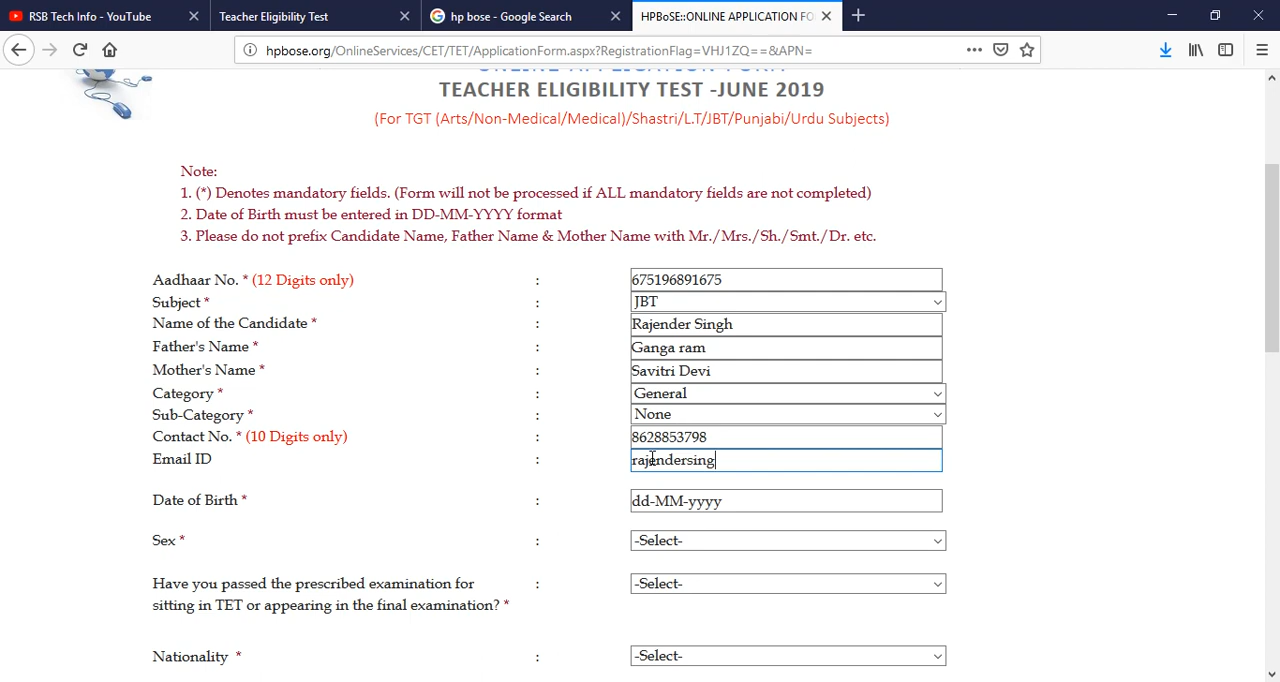 RSB Tech Info - YouTube
Teacher Eligibility Test
hp bose - Google Search
HPBoSE::ONLINE APPLICATION FO
hpbose.org/OnlineServices/CET/TET/ApplicationForm.aspx?RegistrationFlag=VHJ1ZQ==&APN=
ONLINE APPLICATION FORM
TEACHER ELIGIBILITY TEST -JUNE 2019
(For TGT (Arts/Non-Medical/Medical)/Shastri/L.T/JBT/Punjabi/Urdu Subjects)
Note:
1. (*) Denotes mandatory fields. (Form will not be processed if ALL mandatory fields are not completed)
2. Date of Birth must be entered in DD-MM-YYYY format
3. Please do not prefix Candidate Name, Father Name & Mother Name with Mr./Mrs./Sh./Smt./Dr. etc.
Aadhaar No. * (12 Digits only) : 675196891675
Subject * : JBT
Name of the Candidate * : Rajender Singh
Father's Name * : Ganga ram
Mother's Name * : Savitri Devi
Category * : General
Sub-Category * : None
Contact No. * (10 Digits only) : 8628853798
Email ID : rajendersing
Date of Birth * : dd-MM-yyyy
Sex * : -Select-
Have you passed the prescribed examination for : -Select-
sitting in TET or appearing in the final examination? *
Nationality * : -Select-